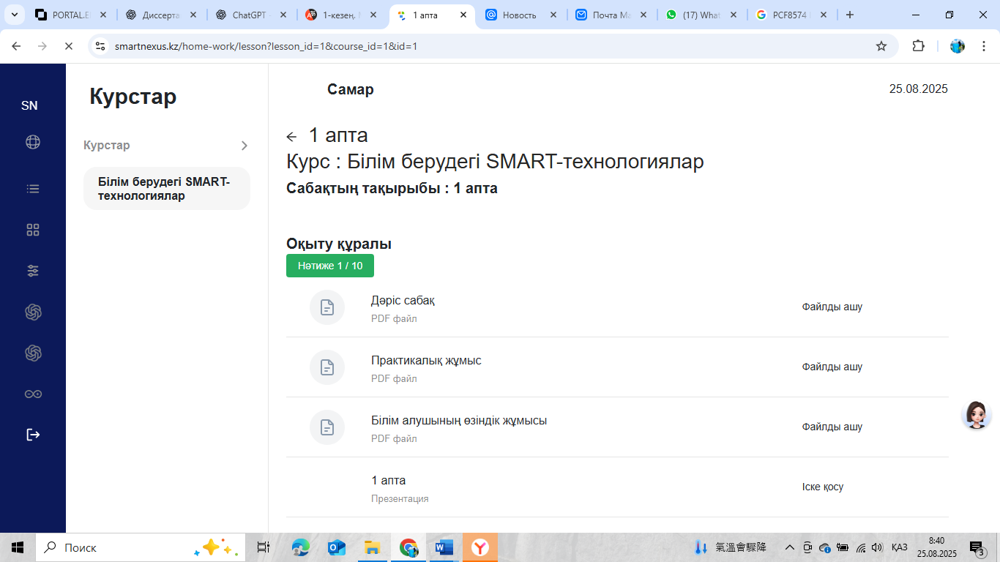 PORTAL.E
Диссерта
ChatGPT
1-кезең.
1 апта
Новость
Почта Ма
(17) What
PCF8574
smartnexus.kz/home-work/lesson?lesson_id=1&course_id=1&id=1
SN
Курстар
Курстар
Білім берудегі SMART-
технологиялар
Самар
25.08.2025
1 апта
Курс : Білім берудегі SMART-технологиялар
Сабақтың тақырыбы : 1 апта
Оқыту құралы
Нәтиже 1 / 10
Дәріс сабақ
PDF файл
Файлды ашу
Практикалық жұмыс
PDF файл
Файлды ашу
Білім алушының өзіндік жұмысы
PDF файл
Файлды ашу
1 апта
Презентация
Іске қосу
Поиск
氣溫會驟降
ҚАЗ
8:40
25.08.2025
3